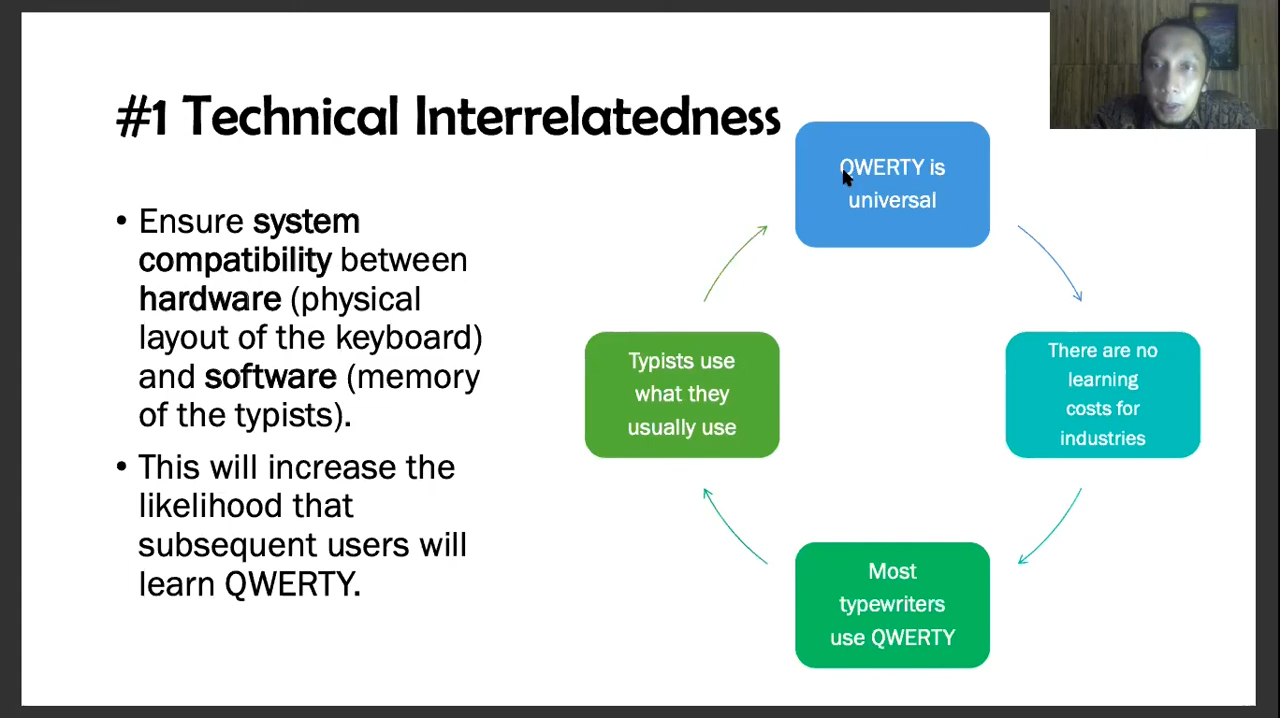 #1 Technical Interrelatedness
• Ensure system
compatibility between
hardware (physical
layout of the keyboard)
and software (memory
of the typists).
• This will increase the
likelihood that
subsequent users will
learn QWERTY.
QWERTY is
universal
There are no
learning
costs for
industries
Most
typewriters
use QWERTY
Typists use
what they
usually use